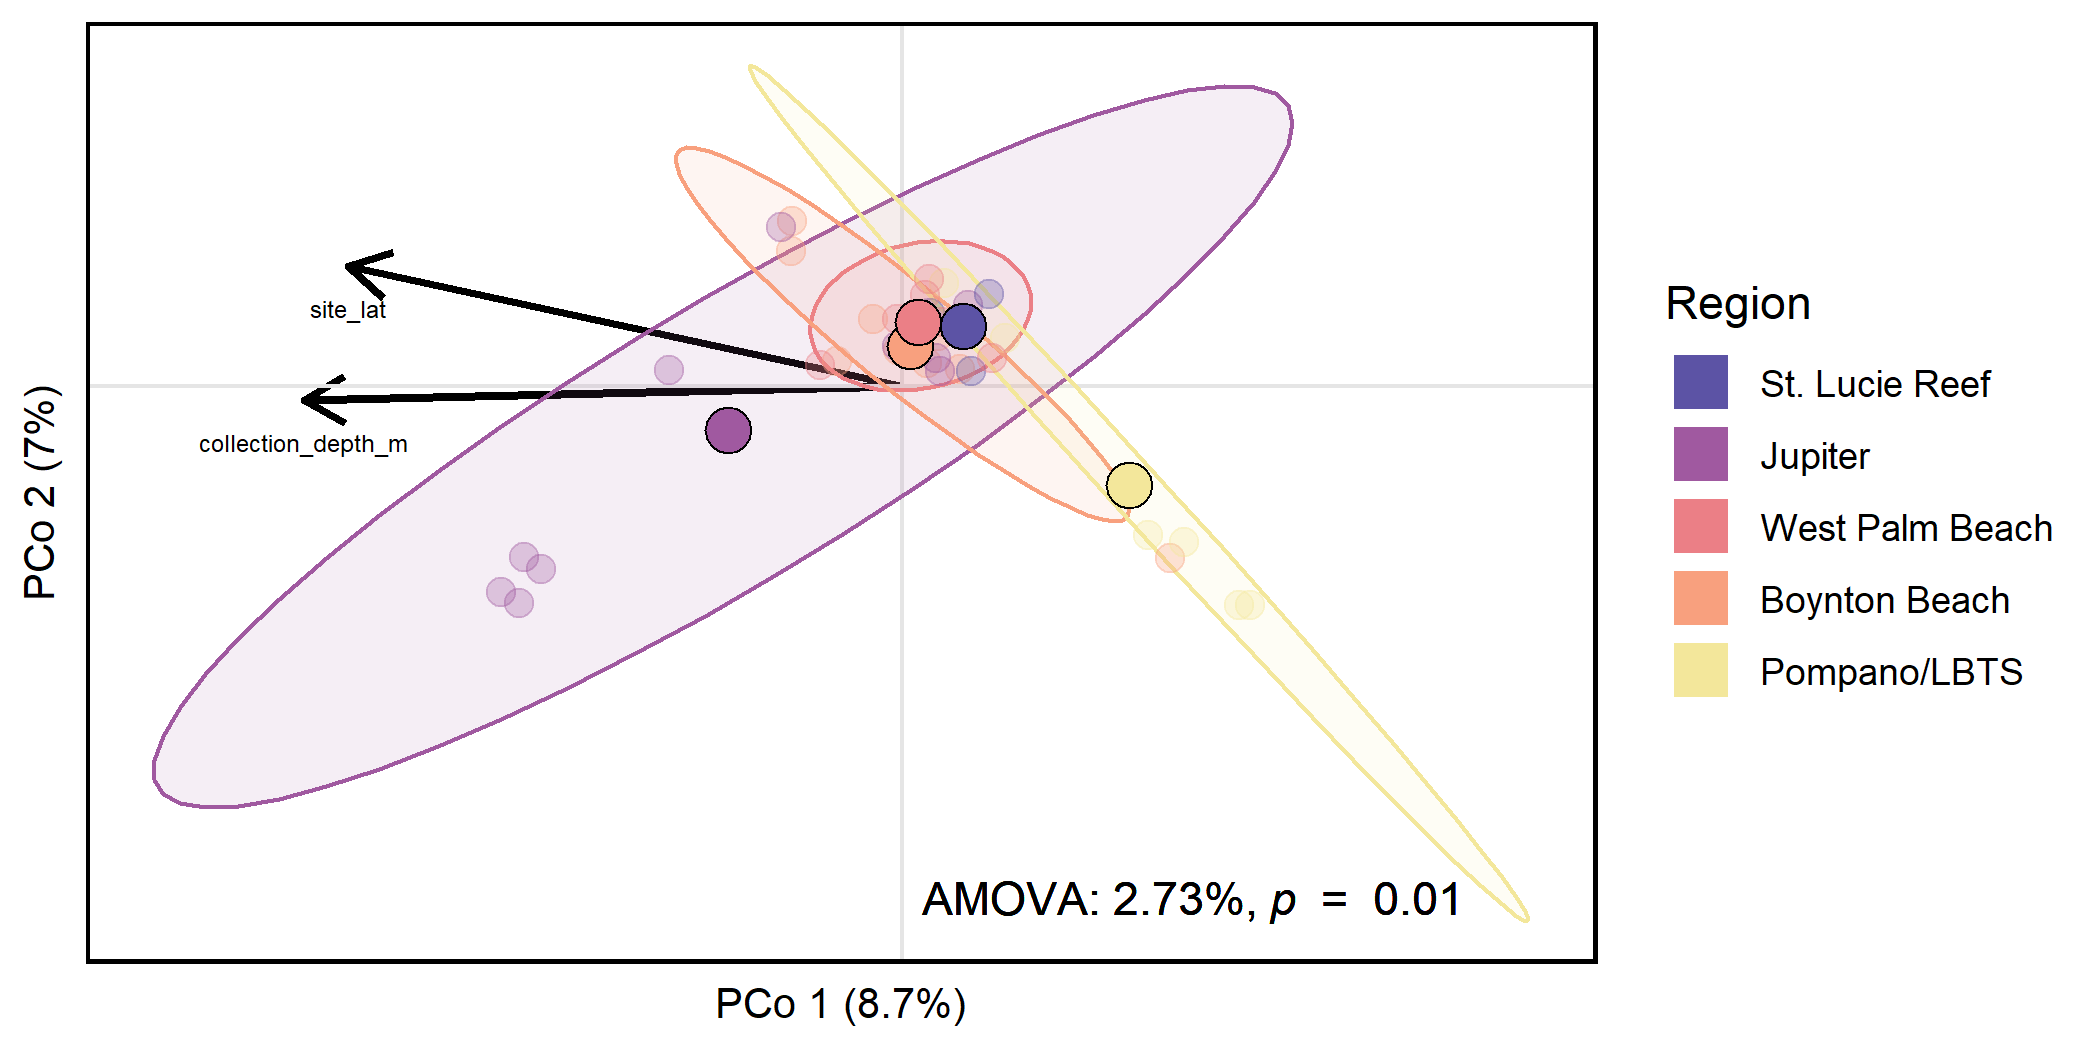 site_lat
collection_depth_m
AMOVA: 2.73%, p = 0.01
PCo 2 (7%)
PCo 1 (8.7%)
Region
St. Lucie Reef
Jupiter
West Palm Beach
Boynton Beach
Pompano/LBTS